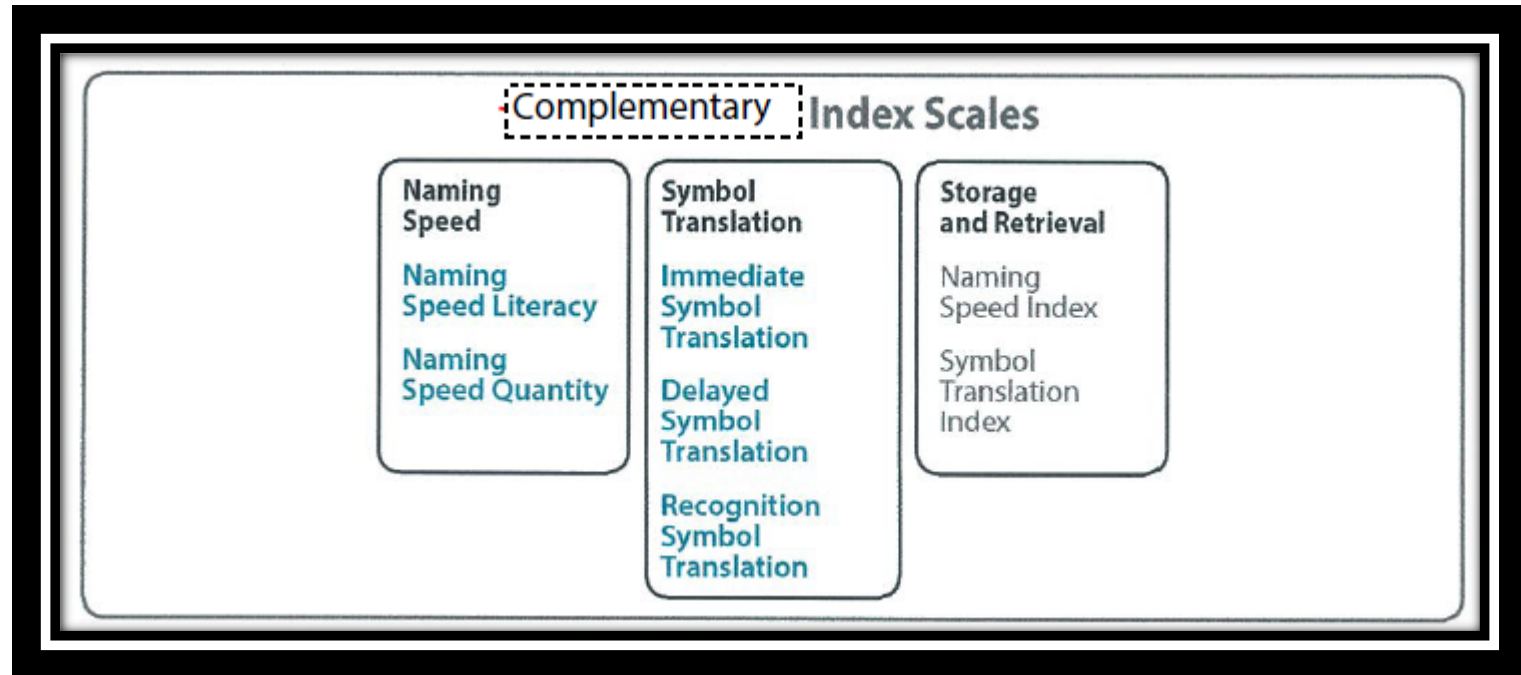 Complementary Index Scales
Naming
Speed
Naming
Speed Literacy
Naming
Speed Quantity
Symbol
Translation
Immediate
Symbol
Translation
Delayed
Symbol
Translation
Recognition
Symbol
Translation
Storage
and Retrieval
Naming
Speed Index
Symbol
Translation
Index